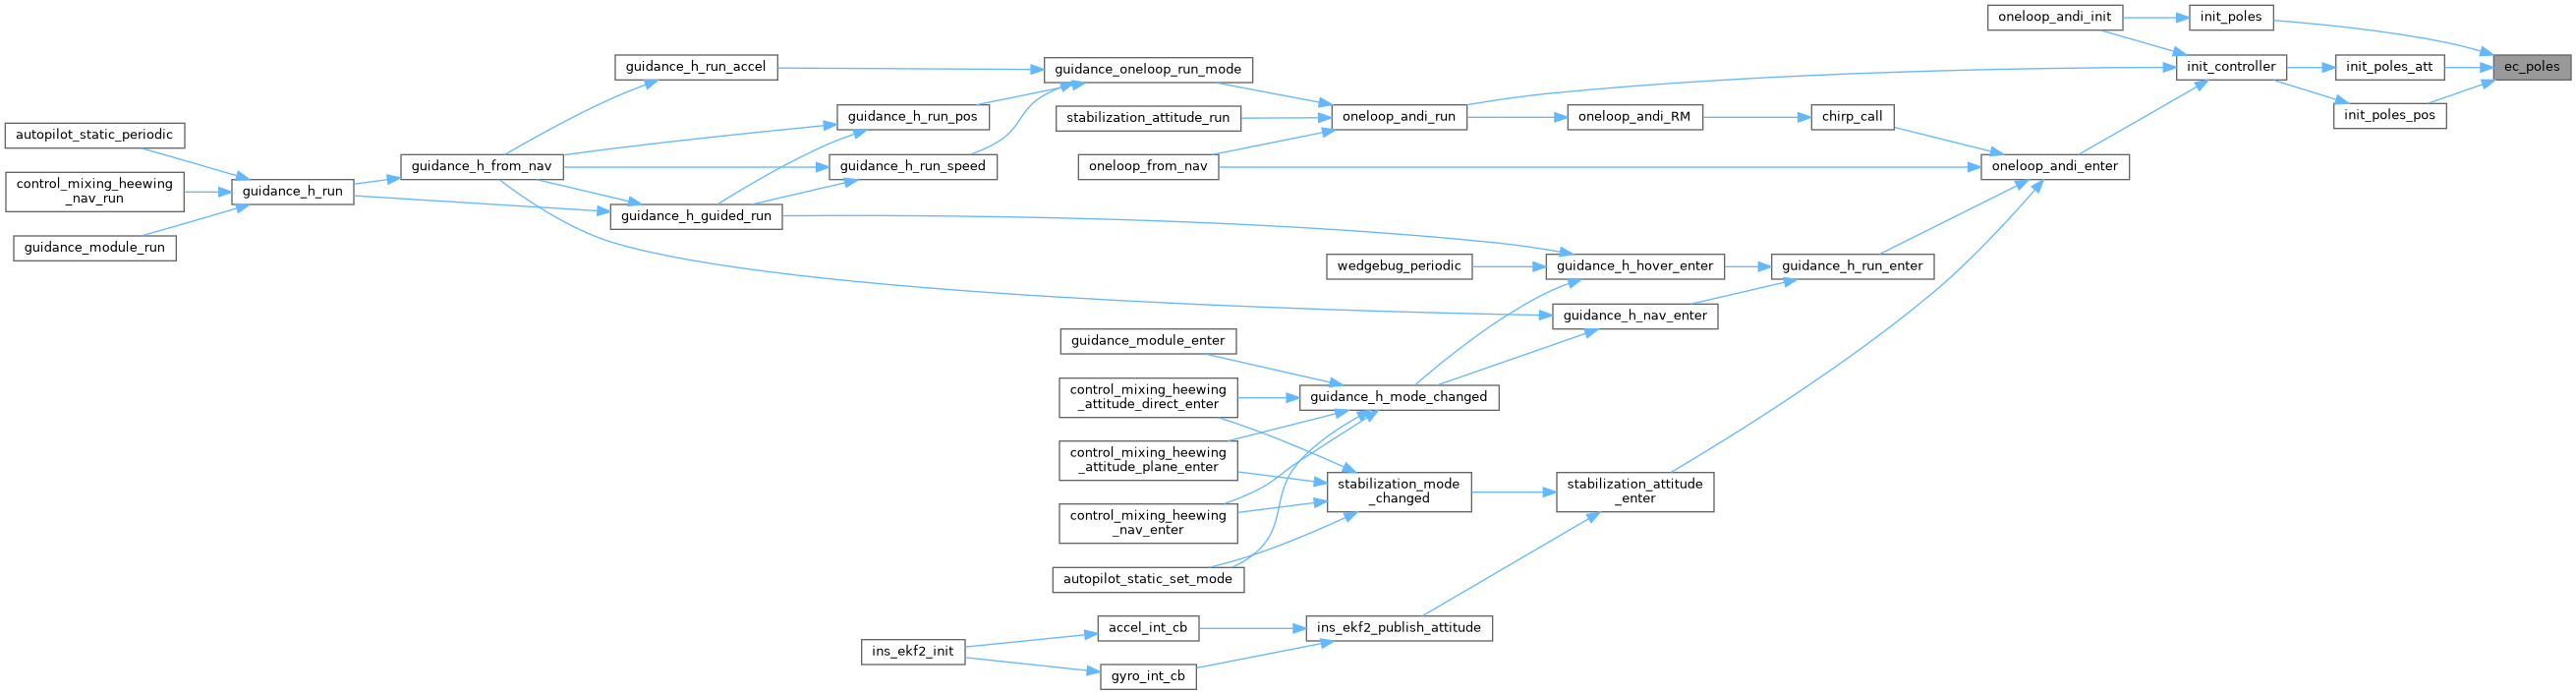 oneloop_andi_init
init_poles
guidance_h_run_accel
guidance_oneloop_run_mode
init_controller
init_poles_att
ec_poles
guidance_h_run_pos
stabilization_attitude_run
oneloop_andi_run
oneloop_andi_RM
chirp_call
init_poles_pos
autopilot_static_periodic
guidance_h_from_nav
guidance_h_run_speed
oneloop_from_nav
oneloop_andi_enter
control_mixing_heewing
_nav_run
guidance_h_run
guidance_h_guided_run
guidance_module_run
wedgebug_periodic
guidance_h_hover_enter
guidance_h_run_enter
guidance_h_nav_enter
guidance_module_enter
control_mixing_heewing
_attitude_direct_enter
guidance_h_mode_changed
control_mixing_heewing
_attitude_plane_enter
stabilization_mode
_changed
stabilization_attitude
_enter
control_mixing_heewing
_nav_enter
autopilot_static_set_mode
accel_int_cb
ins_ekf2_publish_attitude
ins_ekf2_init
gyro_int_cb